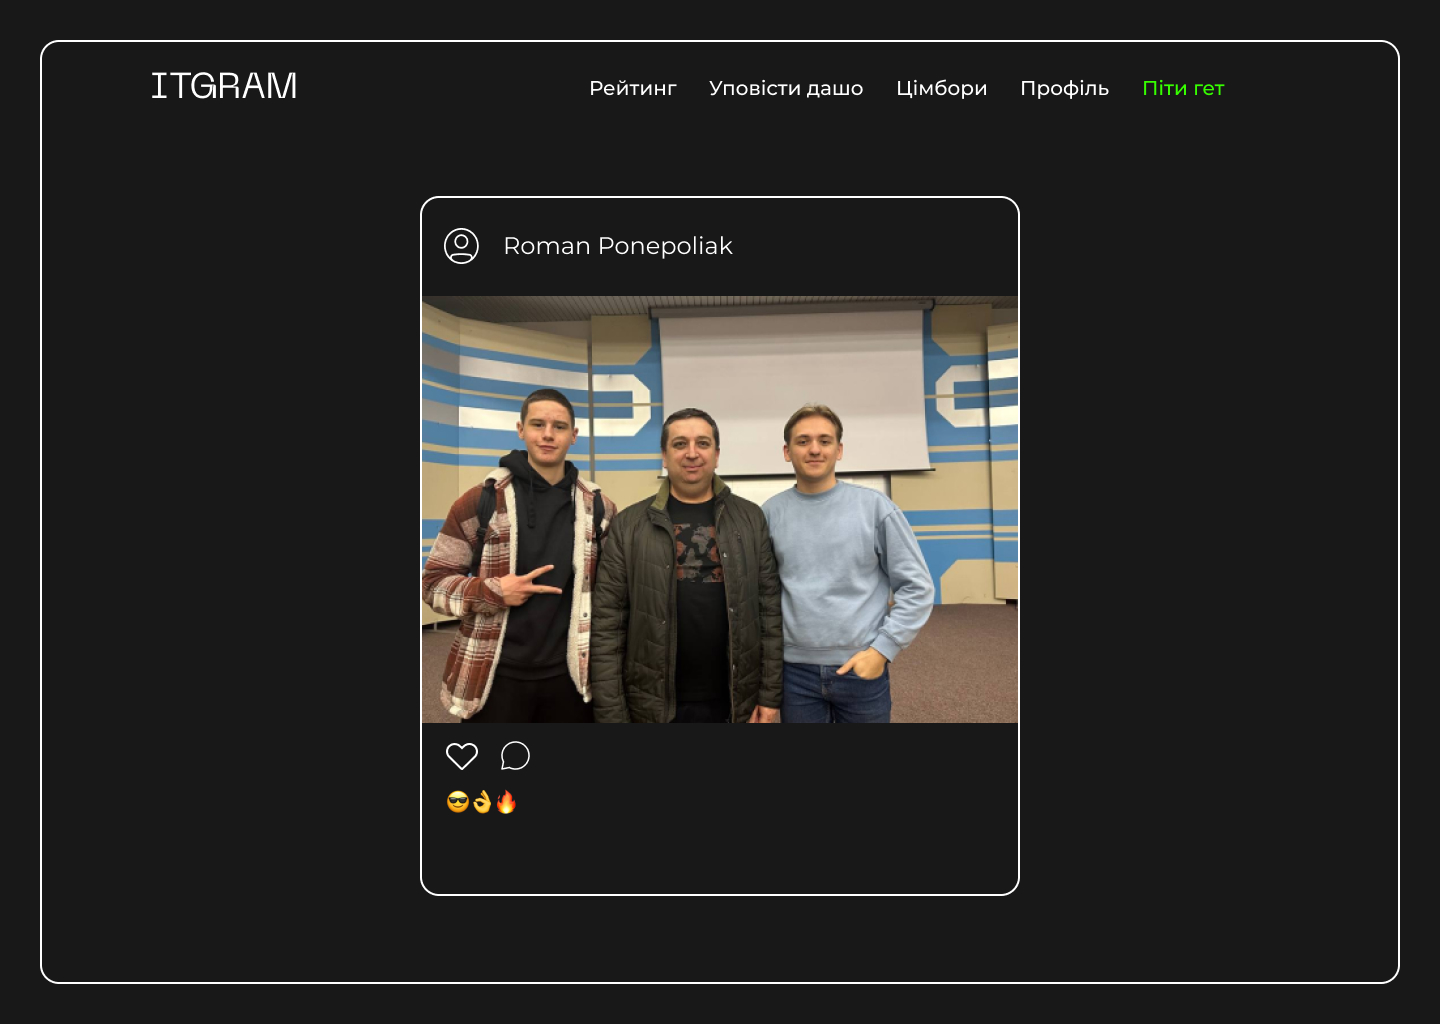 ITGRAM
Рейтинг Уповісти дашо Цімбори Профіль Піти гет
Roman Ponepoliak
😎👌🔥